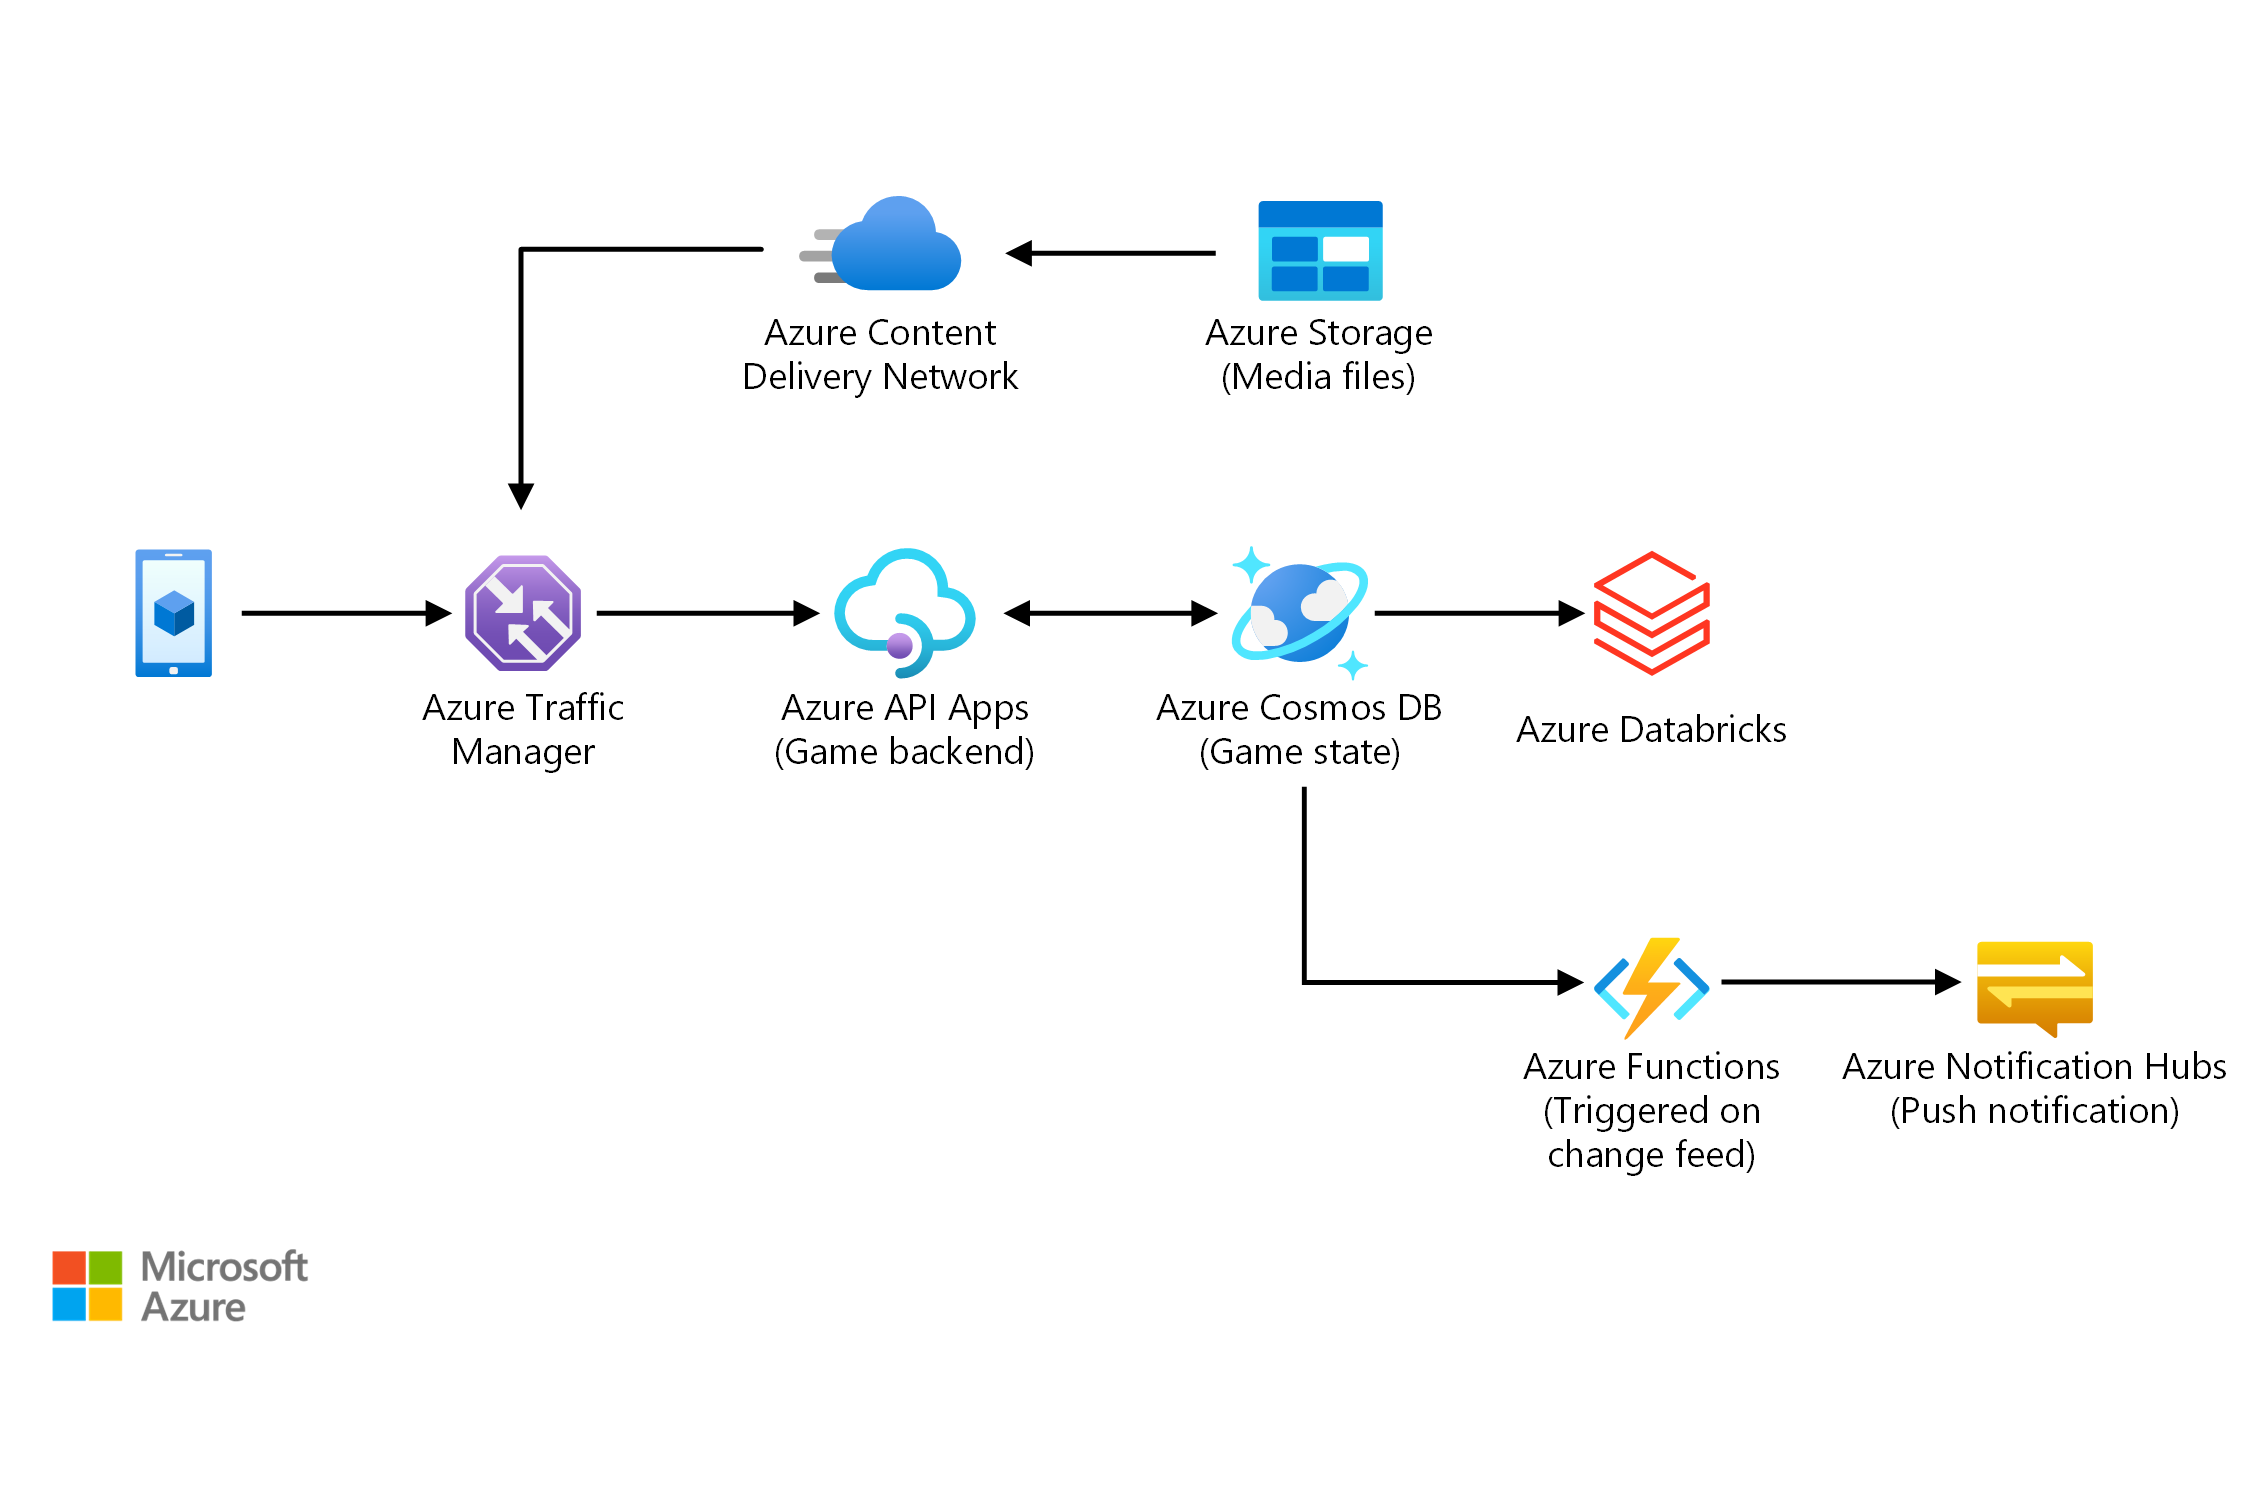 Azure Content
Delivery Network
Azure Storage
(Media files)
Azure Traffic
Manager
Azure API Apps
(Game backend)
Azure Cosmos DB
(Game state)
Azure Databricks
Azure Functions
(Triggered on
change feed)
Azure Notification Hubs
(Push notification)
Microsoft
Azure